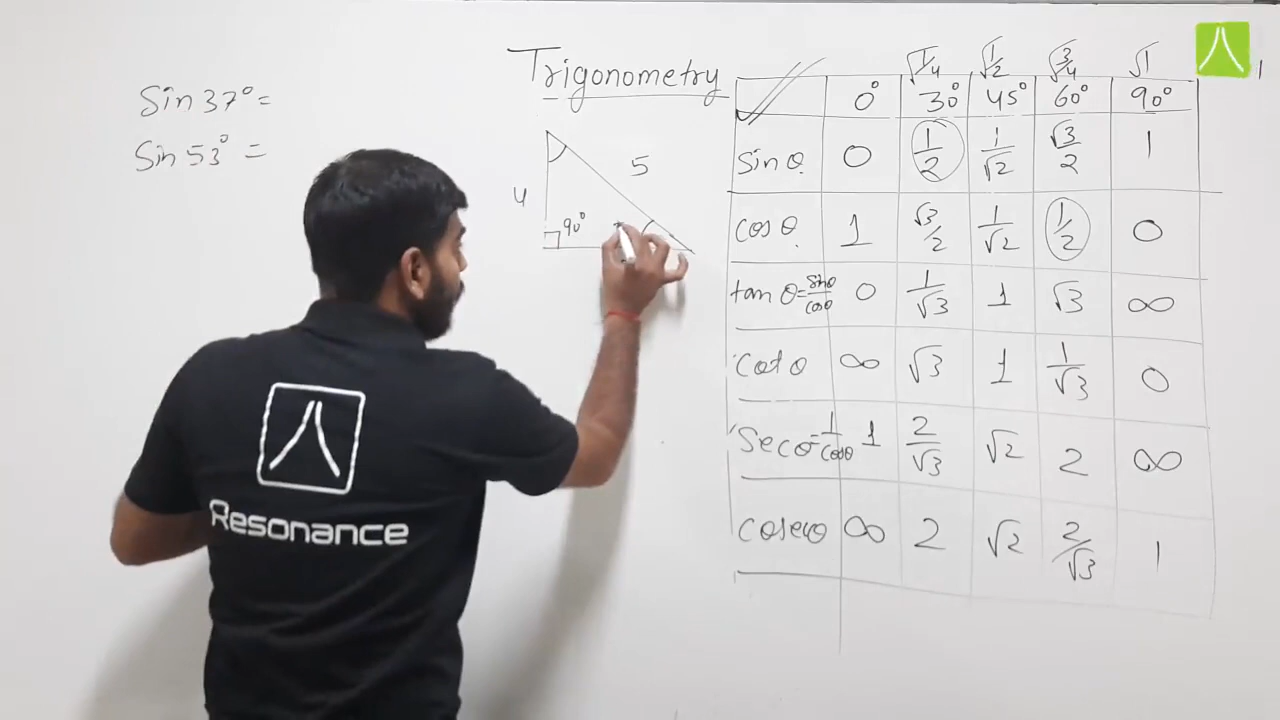 Trigonometry
Sin 37° =
Sin 53° =
4
5
90°
√1/4 √1/2 √3/4 √1 1
0° 30° 45° 60° 90°
sin θ 0 1/2 1/√2 √3/2 1
cos θ 1 √3/2 1/√2 1/2 0
tan θ = sinθ/cosθ 0 1/√3 1 √3 ∞
cot θ ∞ √3 1 1/√3 0
Sec θ = 1/cosθ 1 2/√3 √2 2 ∞
cosec θ ∞ 2 √2 2/√3 1
Resonance